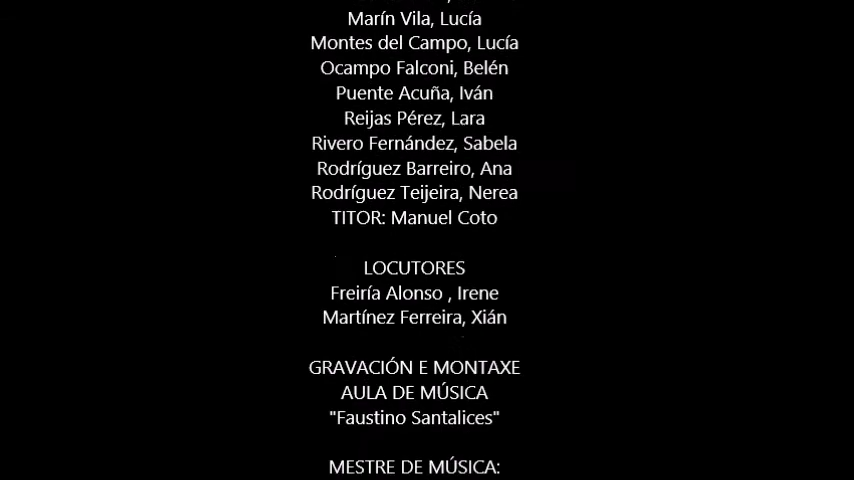 Marín Vila, Lucía
Montes del Campo, Lucía
Ocampo Falconi, Belén
Puente Acuña, Iván
Reijas Pérez, Lara
Rivero Fernández, Sabela
Rodríguez Barreiro, Ana
Rodríguez Teijeira, Nerea
TITOR: Manuel Coto
LOCUTORES
Freiría Alonso , Irene
Martínez Ferreira, Xián
GRAVACIÓN E MONTAXE
AULA DE MÚSICA
"Faustino Santalices"
MESTRE DE MÚSICA: